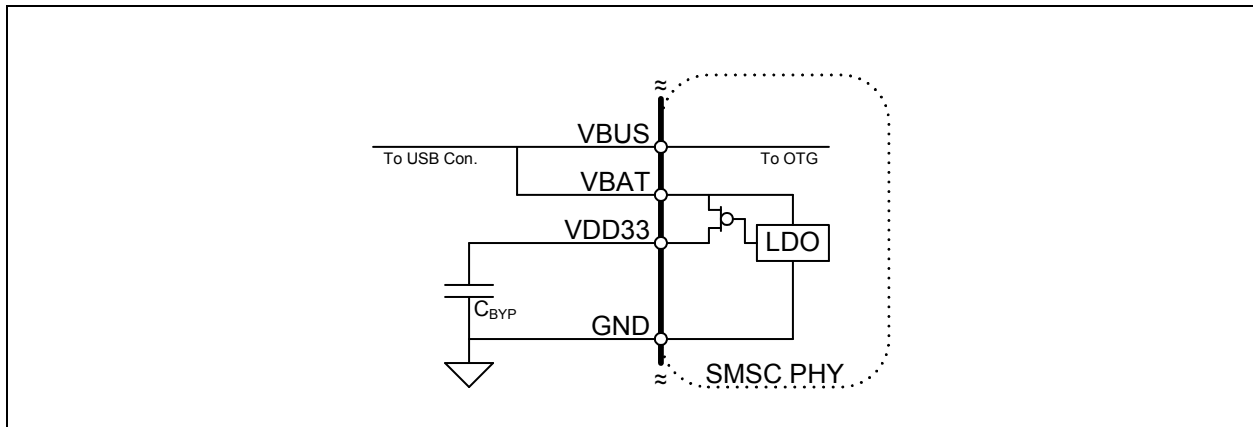 VBUS
To USB Con.
To OTG
VBAT
VDD33
LDO
CBYP
GND
SMSC PHY